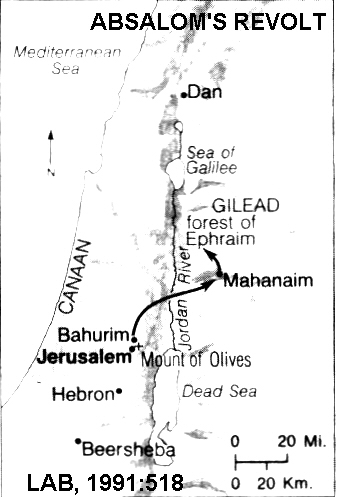 ABSALOM'S REVOLT
Mediterranean
Sea
Dan
N
Sea of
Galilee
GILEAD
forest of
Ephraim
CANAAN
Jordan River
Mahanaim
Bahurim
Jerusalem
Mount of Olives
Hebron
Dead Sea
Beersheba
0 20 Mi.
0 20 Km.
LAB, 1991:518